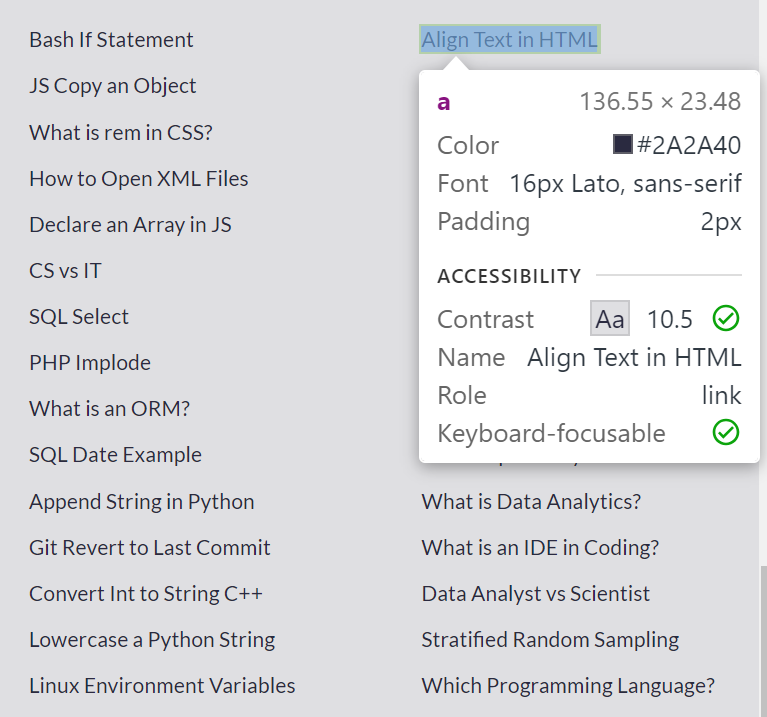 Bash If Statement
JS Copy an Object
What is rem in CSS?
How to Open XML Files
Declare an Array in JS
CS vs IT
SQL Select
PHP Implode
What is an ORM?
SQL Date Example
Append String in Python
Git Revert to Last Commit
Convert Int to String C++
Lowercase a Python String
Linux Environment Variables
Align Text in HTML
a 136.55 × 23.48
Color #2A2A40
Font 16px Lato, sans-serif
Padding 2px
ACCESSIBILITY
Contrast Aa 10.5
Name Align Text in HTML
Role link
Keyboard-focusable
What is Data Analytics?
What is an IDE in Coding?
Data Analyst vs Scientist
Stratified Random Sampling
Which Programming Language?